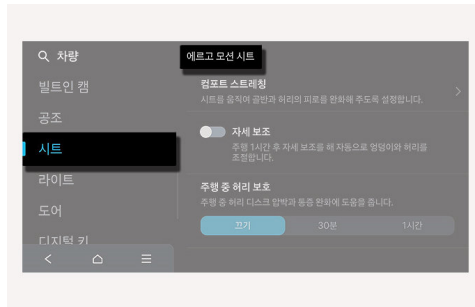 차량
에르고 모션 시트
빌트인 캠
컴포트 스트레칭
시트를 움직여 골반과 허리의 피로를 완화해 주도록 설정합니다.
공조
시트
자세 보조
주행 1시간 후 자세 보조를 해 자동으로 엉덩이와 허리를
조절합니다.
라이트
주행 중 허리 보호
주행 중 허리 디스크 압박과 통증 완화에 도움을 줍니다.
도어
끄기 30분 1시간
디지털 키